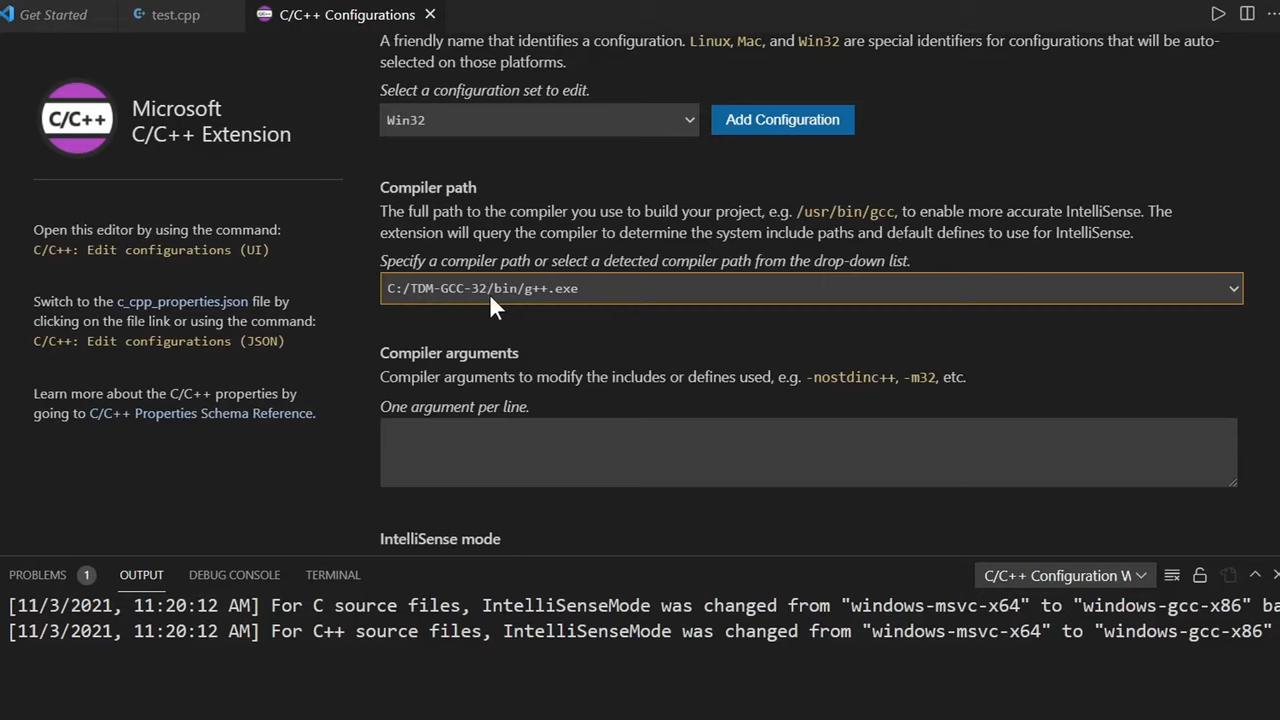 Get Started
test.cpp
C/C++ Configurations
A friendly name that identifies a configuration. Linux, Mac, and Win32 are special identifiers for configurations that will be auto-
selected on those platforms.
Select a configuration set to edit.
Win32
Add Configuration
C/C++
Microsoft
C/C++ Extension
Open this editor by using the command:
C/C++: Edit configurations (UI)
Switch to the c_cpp_properties.json file by
clicking on the file link or using the command:
C/C++: Edit configurations (JSON)
Learn more about the C/C++ properties by
going to C/C++ Properties Schema Reference.
Compiler path
The full path to the compiler you use to build your project, e.g. /usr/bin/gcc, to enable more accurate IntelliSense. The
extension will query the compiler to determine the system include paths and default defines to use for IntelliSense.
Specify a compiler path or select a detected compiler path from the drop-down list.
C:/TDM-GCC-32/bin/g++.exe
Compiler arguments
Compiler arguments to modify the includes or defines used, e.g. -nostdinc++, -m32, etc.
One argument per line.
IntelliSense mode
PROBLEMS 1 OUTPUT DEBUG CONSOLE TERMINAL
C/C++ Configuration W
[11/3/2021, 11:20:12 AM] For C source files, IntelliSenseMode was changed from "windows-msvc-x64" to "windows-gcc-x86" ba
[11/3/2021, 11:20:12 AM] For C++ source files, IntelliSenseMode was changed from "windows-msvc-x64" to "windows-gcc-x86"